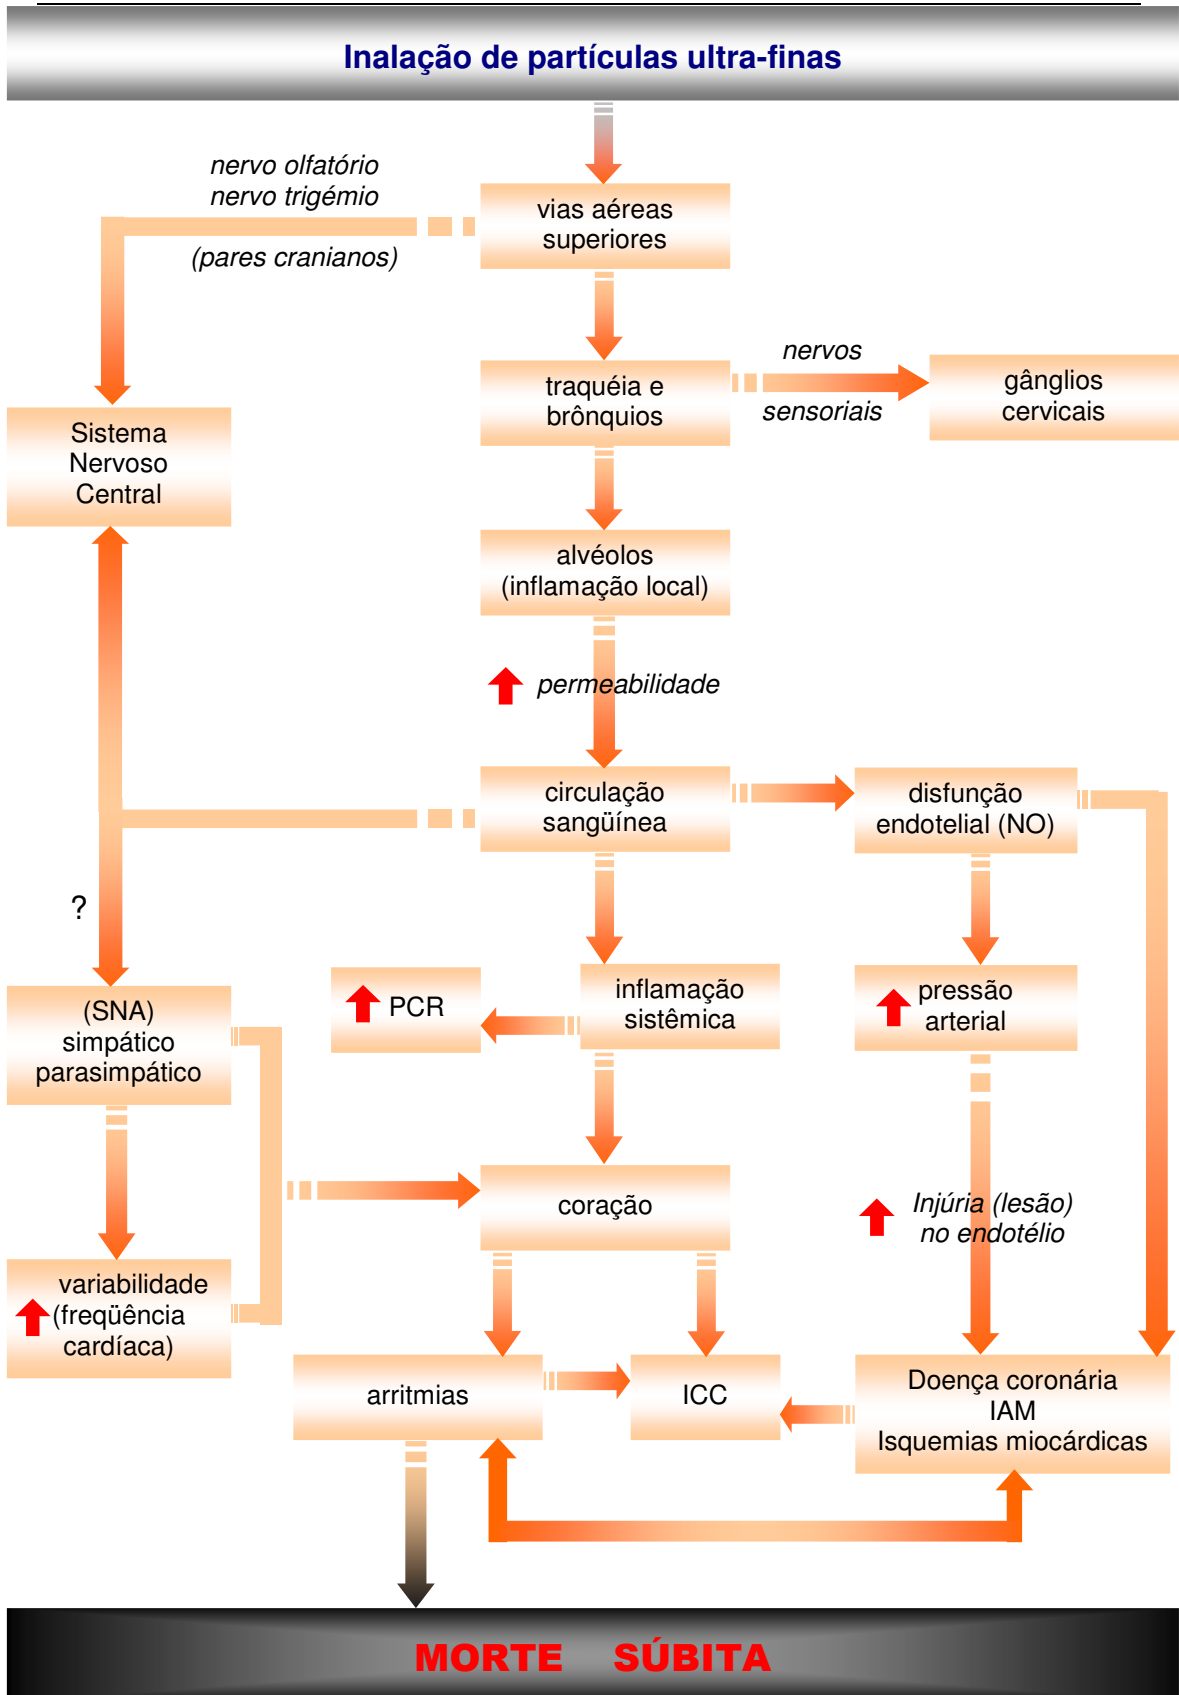 Inalação de partículas ultra-finas
nervo olfatório
nervo trigémio
(pares cranianos)
vias aéreas
superiores
traquéia e
brônquios
nervos
sensoriais
gânglios
cervicais
Sistema
Nervoso
Central
alvéolos
(inflamação local)
permeabilidade
circulação
sangüínea
disfunção
endotelial (NO)
?
(SNA)
simpático
parasimpático
PCR
inflamação
sistêmica
pressão
arterial
coração
Injúria (lesão)
no endotélio
variabilidade
(freqüência
cardíaca)
arritmias
ICC
Doença coronária
IAM
Isquemias miocárdicas
MORTE SÚBITA